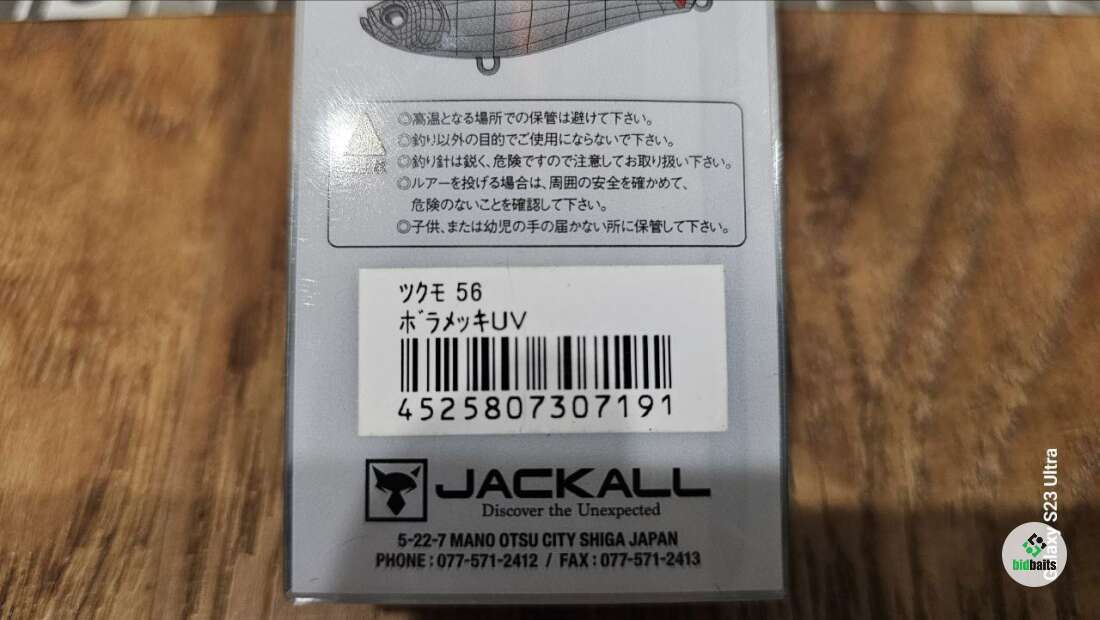 ◎高温となる場所での保管は避けて下さい。
◎釣り以外の目的でご使用にならないで下さい。
◎釣り針は鋭く、危険ですので注意してお取り扱い下さい。
◎ルアーを投げる場合は、周囲の安全を確かめて、
危険のないことを確認して下さい。
◎子供、または幼児の手の届かない所に保管して下さい。
ツクモ 56
ボラメッキUV
4525807307191
JACKALL
Discover the Unexpected
5-22-7 MANO OTSU CITY SHIGA JAPAN
PHONE : 077-571-2412 / FAX : 077-571-2413
Galaxy S23 Ultra
bidbaits